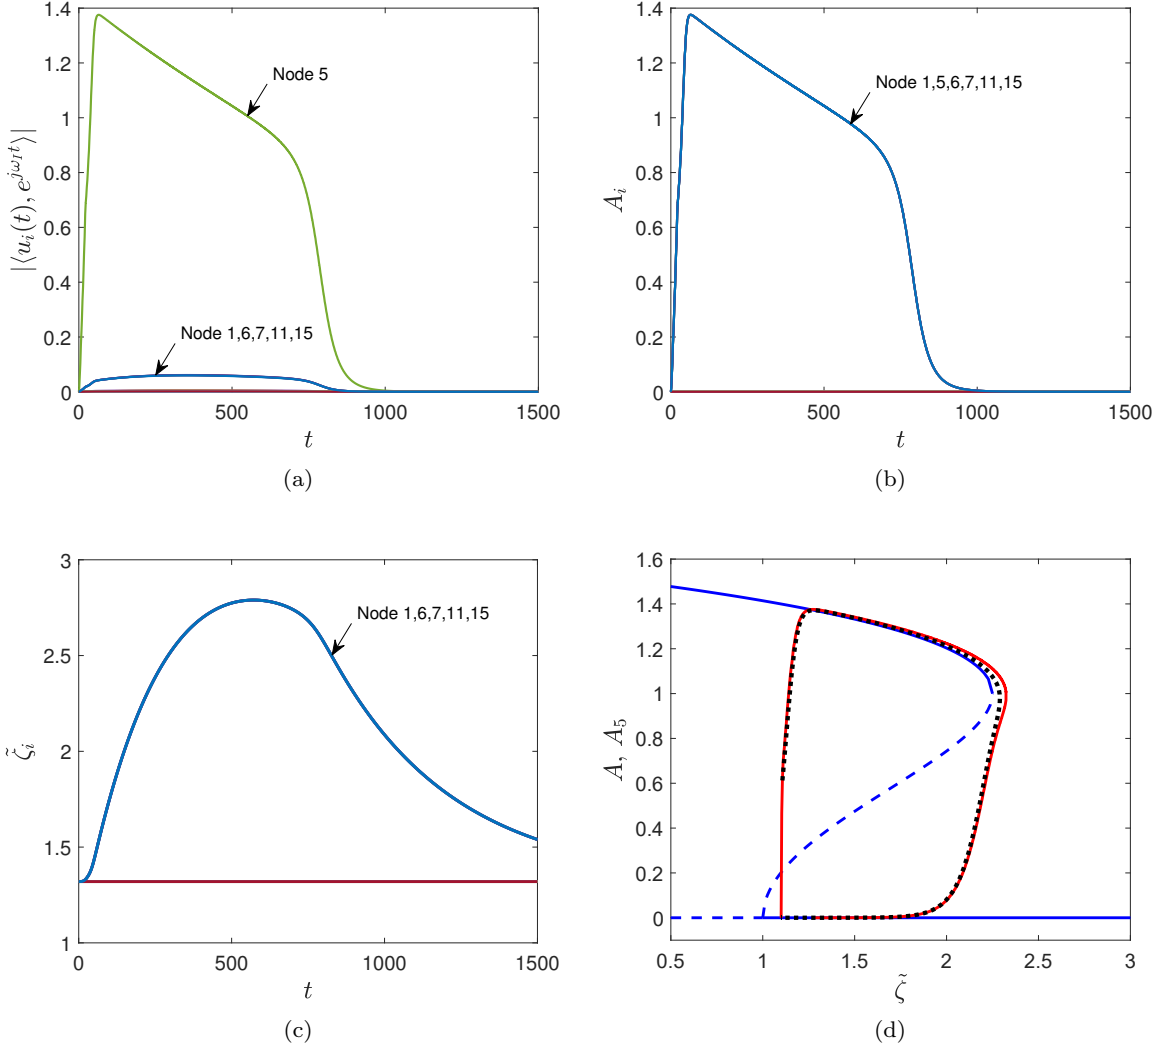 1.4
1.2
1
0.8
0.6
0.4
0.2
0
|⟨u_i(t), e^{jω_I t}⟩|
Node 5
Node 1,6,7,11,15
0 500 1000 1500
t
(a)
1.4
1.2
1
0.8
0.6
0.4
0.2
0
A_i
Node 1,5,6,7,11,15
0 500 1000 1500
t
(b)
3
2.5
2
1.5
1
ζ̃_i
Node 1,6,7,11,15
0 500 1000 1500
t
(c)
1.6
1.4
1.2
1
0.8
0.6
0.4
0.2
0
A, A_5
0.5 1 1.5 2 2.5 3
ζ̃
(d)